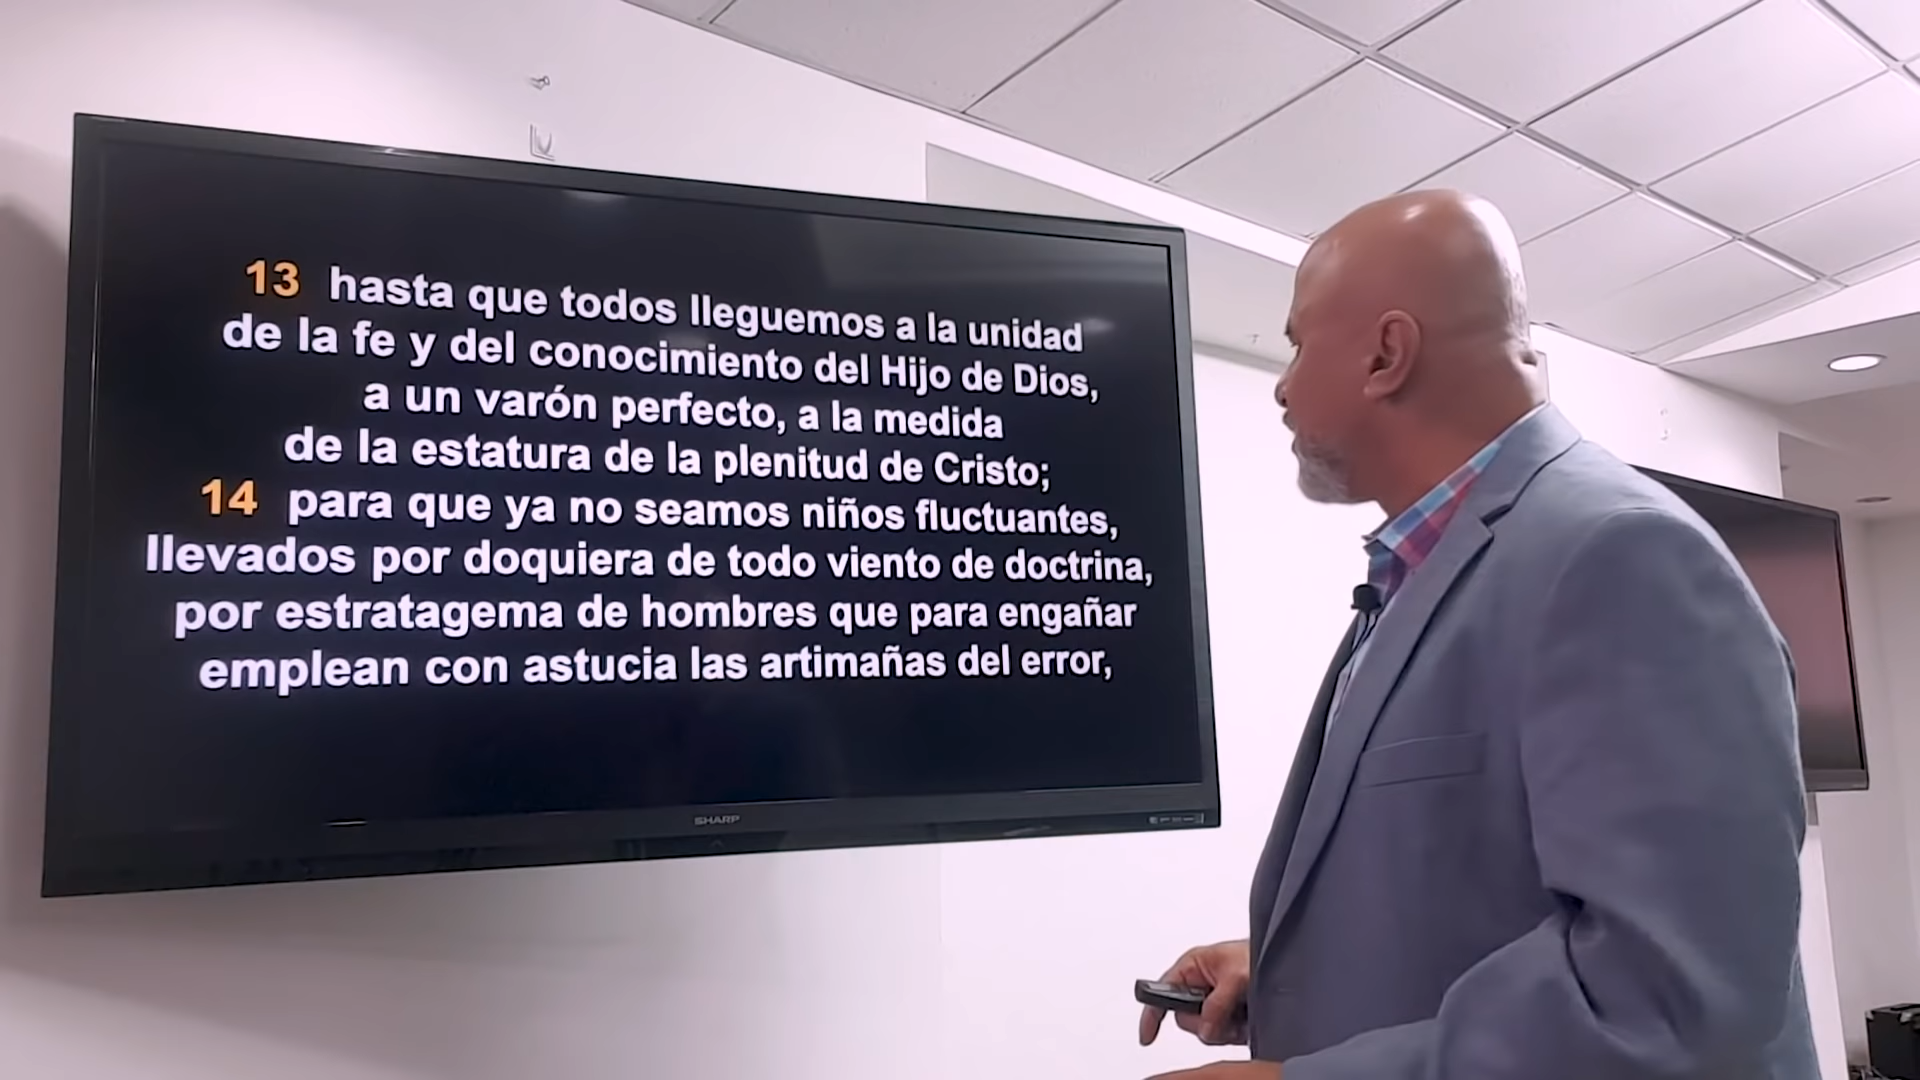 13 hasta que todos lleguemos a la unidad
de la fe y del conocimiento del Hijo de Dios,
a un varón perfecto, a la medida
de la estatura de la plenitud de Cristo;
14 para que ya no seamos niños fluctuantes,
llevados por doquiera de todo viento de doctrina,
por estratagema de hombres que para engañar
emplean con astucia las artimañas del error,
SHARP